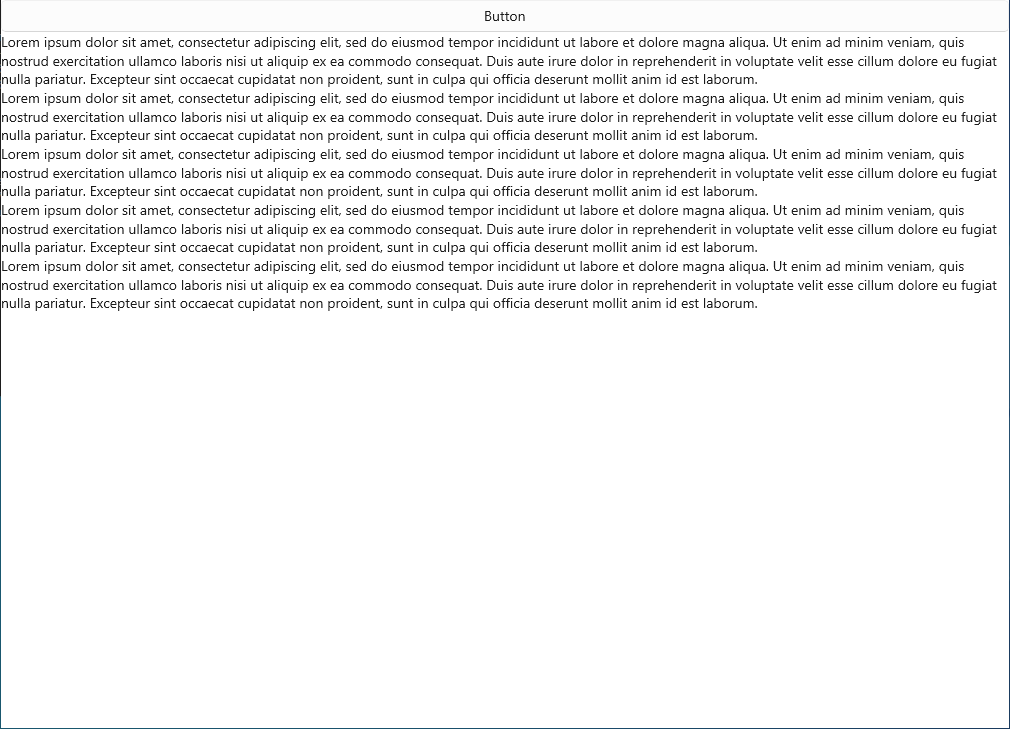 Button
Lorem ipsum dolor sit amet, consectetur adipiscing elit, sed do eiusmod tempor incididunt ut labore et dolore magna aliqua. Ut enim ad minim veniam, quis
nostrud exercitation ullamco laboris nisi ut aliquip ex ea commodo consequat. Duis aute irure dolor in reprehenderit in voluptate velit esse cillum dolore eu fugiat
nulla pariatur. Excepteur sint occaecat cupidatat non proident, sunt in culpa qui officia deserunt mollit anim id est laborum.
Lorem ipsum dolor sit amet, consectetur adipiscing elit, sed do eiusmod tempor incididunt ut labore et dolore magna aliqua. Ut enim ad minim veniam, quis
nostrud exercitation ullamco laboris nisi ut aliquip ex ea commodo consequat. Duis aute irure dolor in reprehenderit in voluptate velit esse cillum dolore eu fugiat
nulla pariatur. Excepteur sint occaecat cupidatat non proident, sunt in culpa qui officia deserunt mollit anim id est laborum.
Lorem ipsum dolor sit amet, consectetur adipiscing elit, sed do eiusmod tempor incididunt ut labore et dolore magna aliqua. Ut enim ad minim veniam, quis
nostrud exercitation ullamco laboris nisi ut aliquip ex ea commodo consequat. Duis aute irure dolor in reprehenderit in voluptate velit esse cillum dolore eu fugiat
nulla pariatur. Excepteur sint occaecat cupidatat non proident, sunt in culpa qui officia deserunt mollit anim id est laborum.
Lorem ipsum dolor sit amet, consectetur adipiscing elit, sed do eiusmod tempor incididunt ut labore et dolore magna aliqua. Ut enim ad minim veniam, quis
nostrud exercitation ullamco laboris nisi ut aliquip ex ea commodo consequat. Duis aute irure dolor in reprehenderit in voluptate velit esse cillum dolore eu fugiat
nulla pariatur. Excepteur sint occaecat cupidatat non proident, sunt in culpa qui officia deserunt mollit anim id est laborum.
Lorem ipsum dolor sit amet, consectetur adipiscing elit, sed do eiusmod tempor incididunt ut labore et dolore magna aliqua. Ut enim ad minim veniam, quis
nostrud exercitation ullamco laboris nisi ut aliquip ex ea commodo consequat. Duis aute irure dolor in reprehenderit in voluptate velit esse cillum dolore eu fugiat
nulla pariatur. Excepteur sint occaecat cupidatat non proident, sunt in culpa qui officia deserunt mollit anim id est laborum.